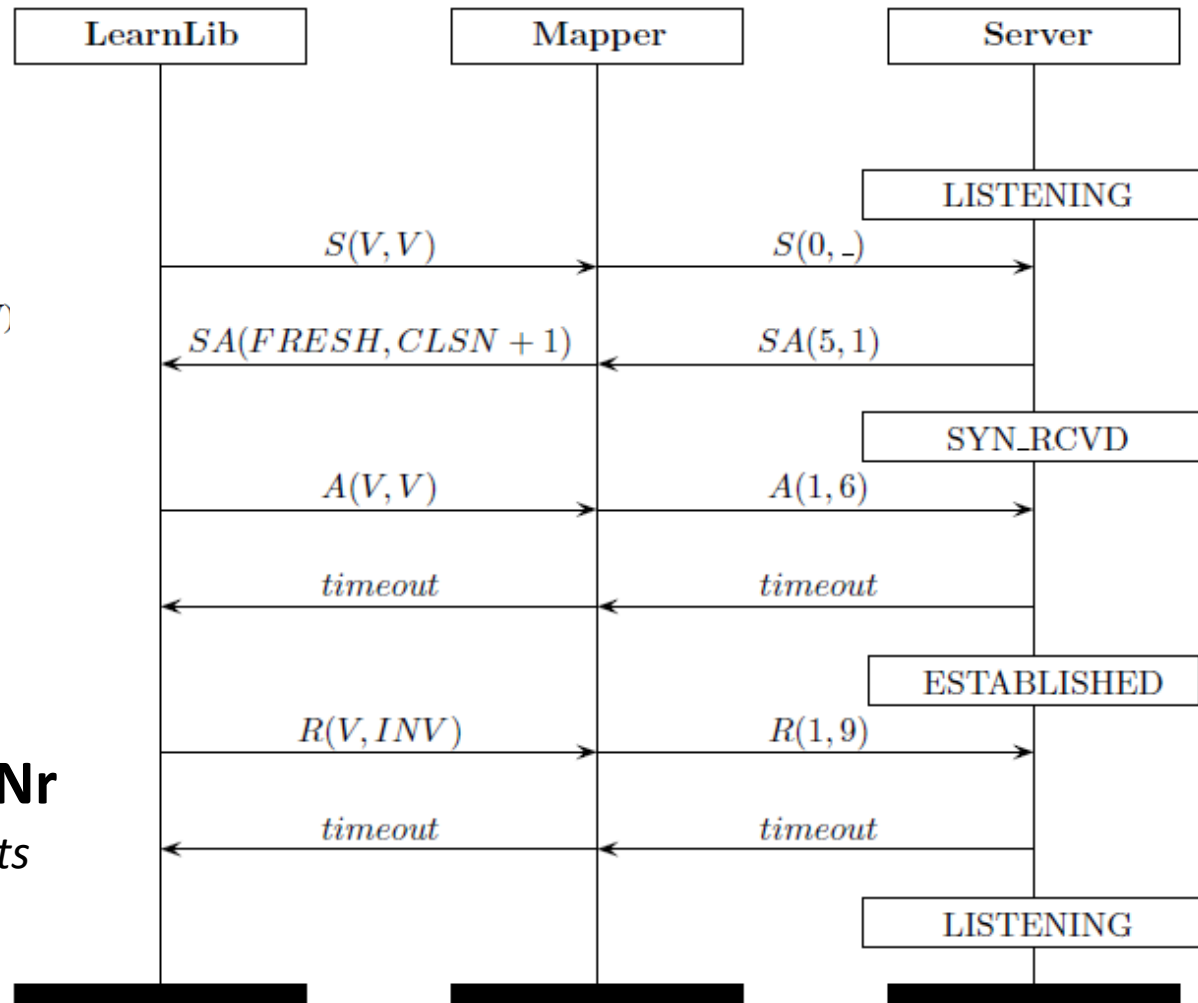 LearnLib Mapper Server
LISTENING
S(V, V) S(0, _)
SA(FRESH, CLSN + 1) SA(5, 1)
SYN_RCVD
A(V, V) A(1, 6)
timeout timeout
ESTABLISHED
R(V, INV) R(1, 9)
Nr
timeout timeout
ts
LISTENING